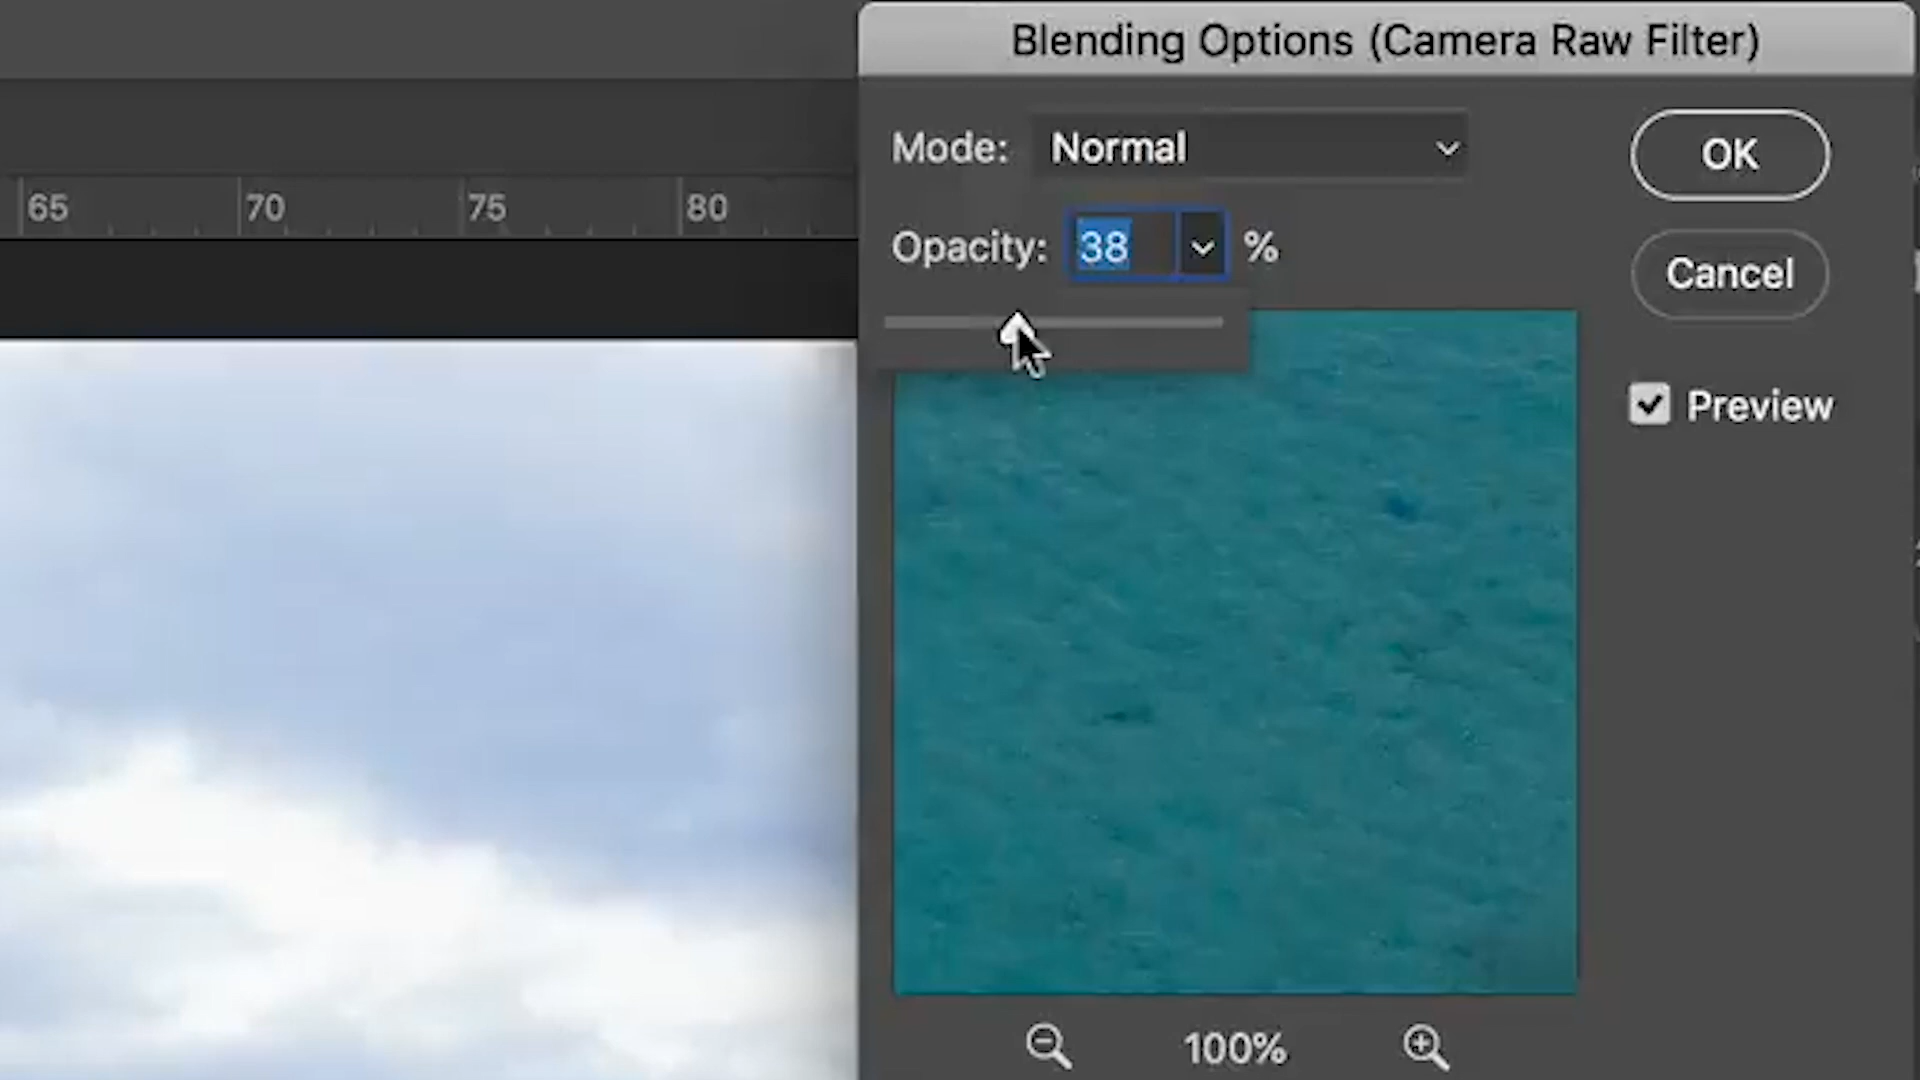 Blending Options (Camera Raw Filter)
Mode: Normal
OK
65 70 75 80
Opacity: 38 %
Cancel
Preview
100%